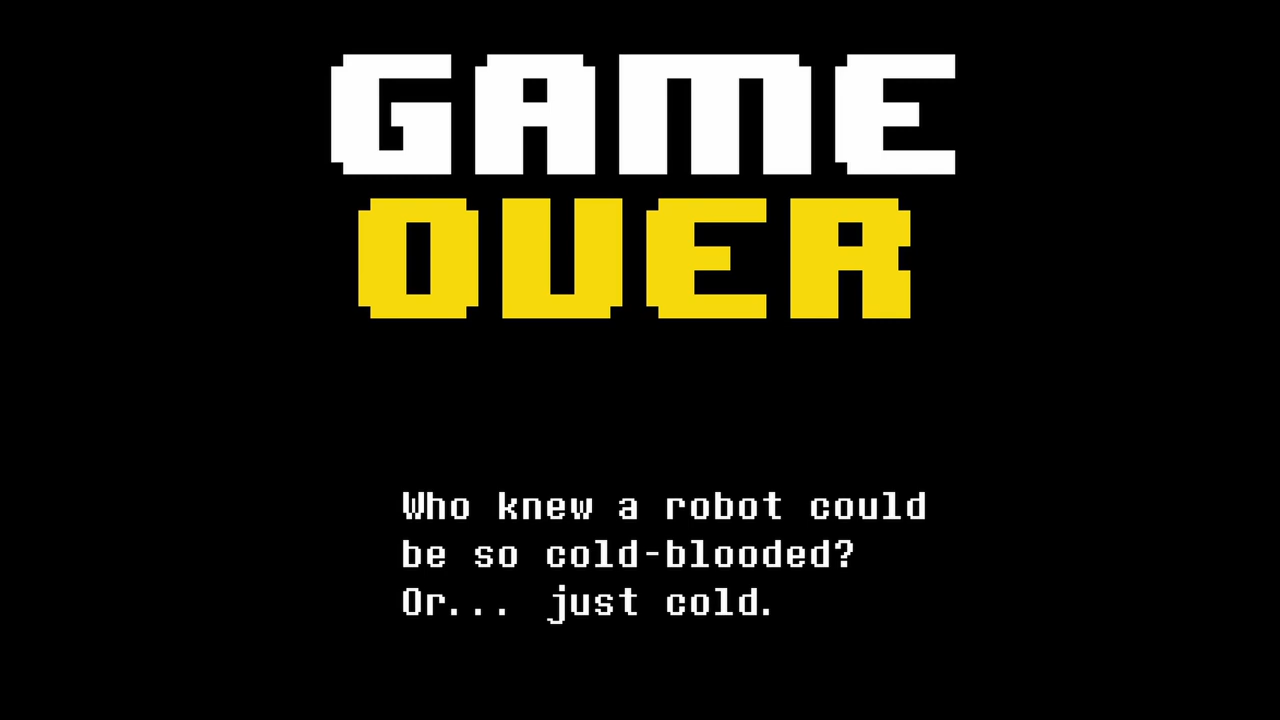 GAME
OVER
Who knew a robot could
be so cold-blooded?
Or... just cold.